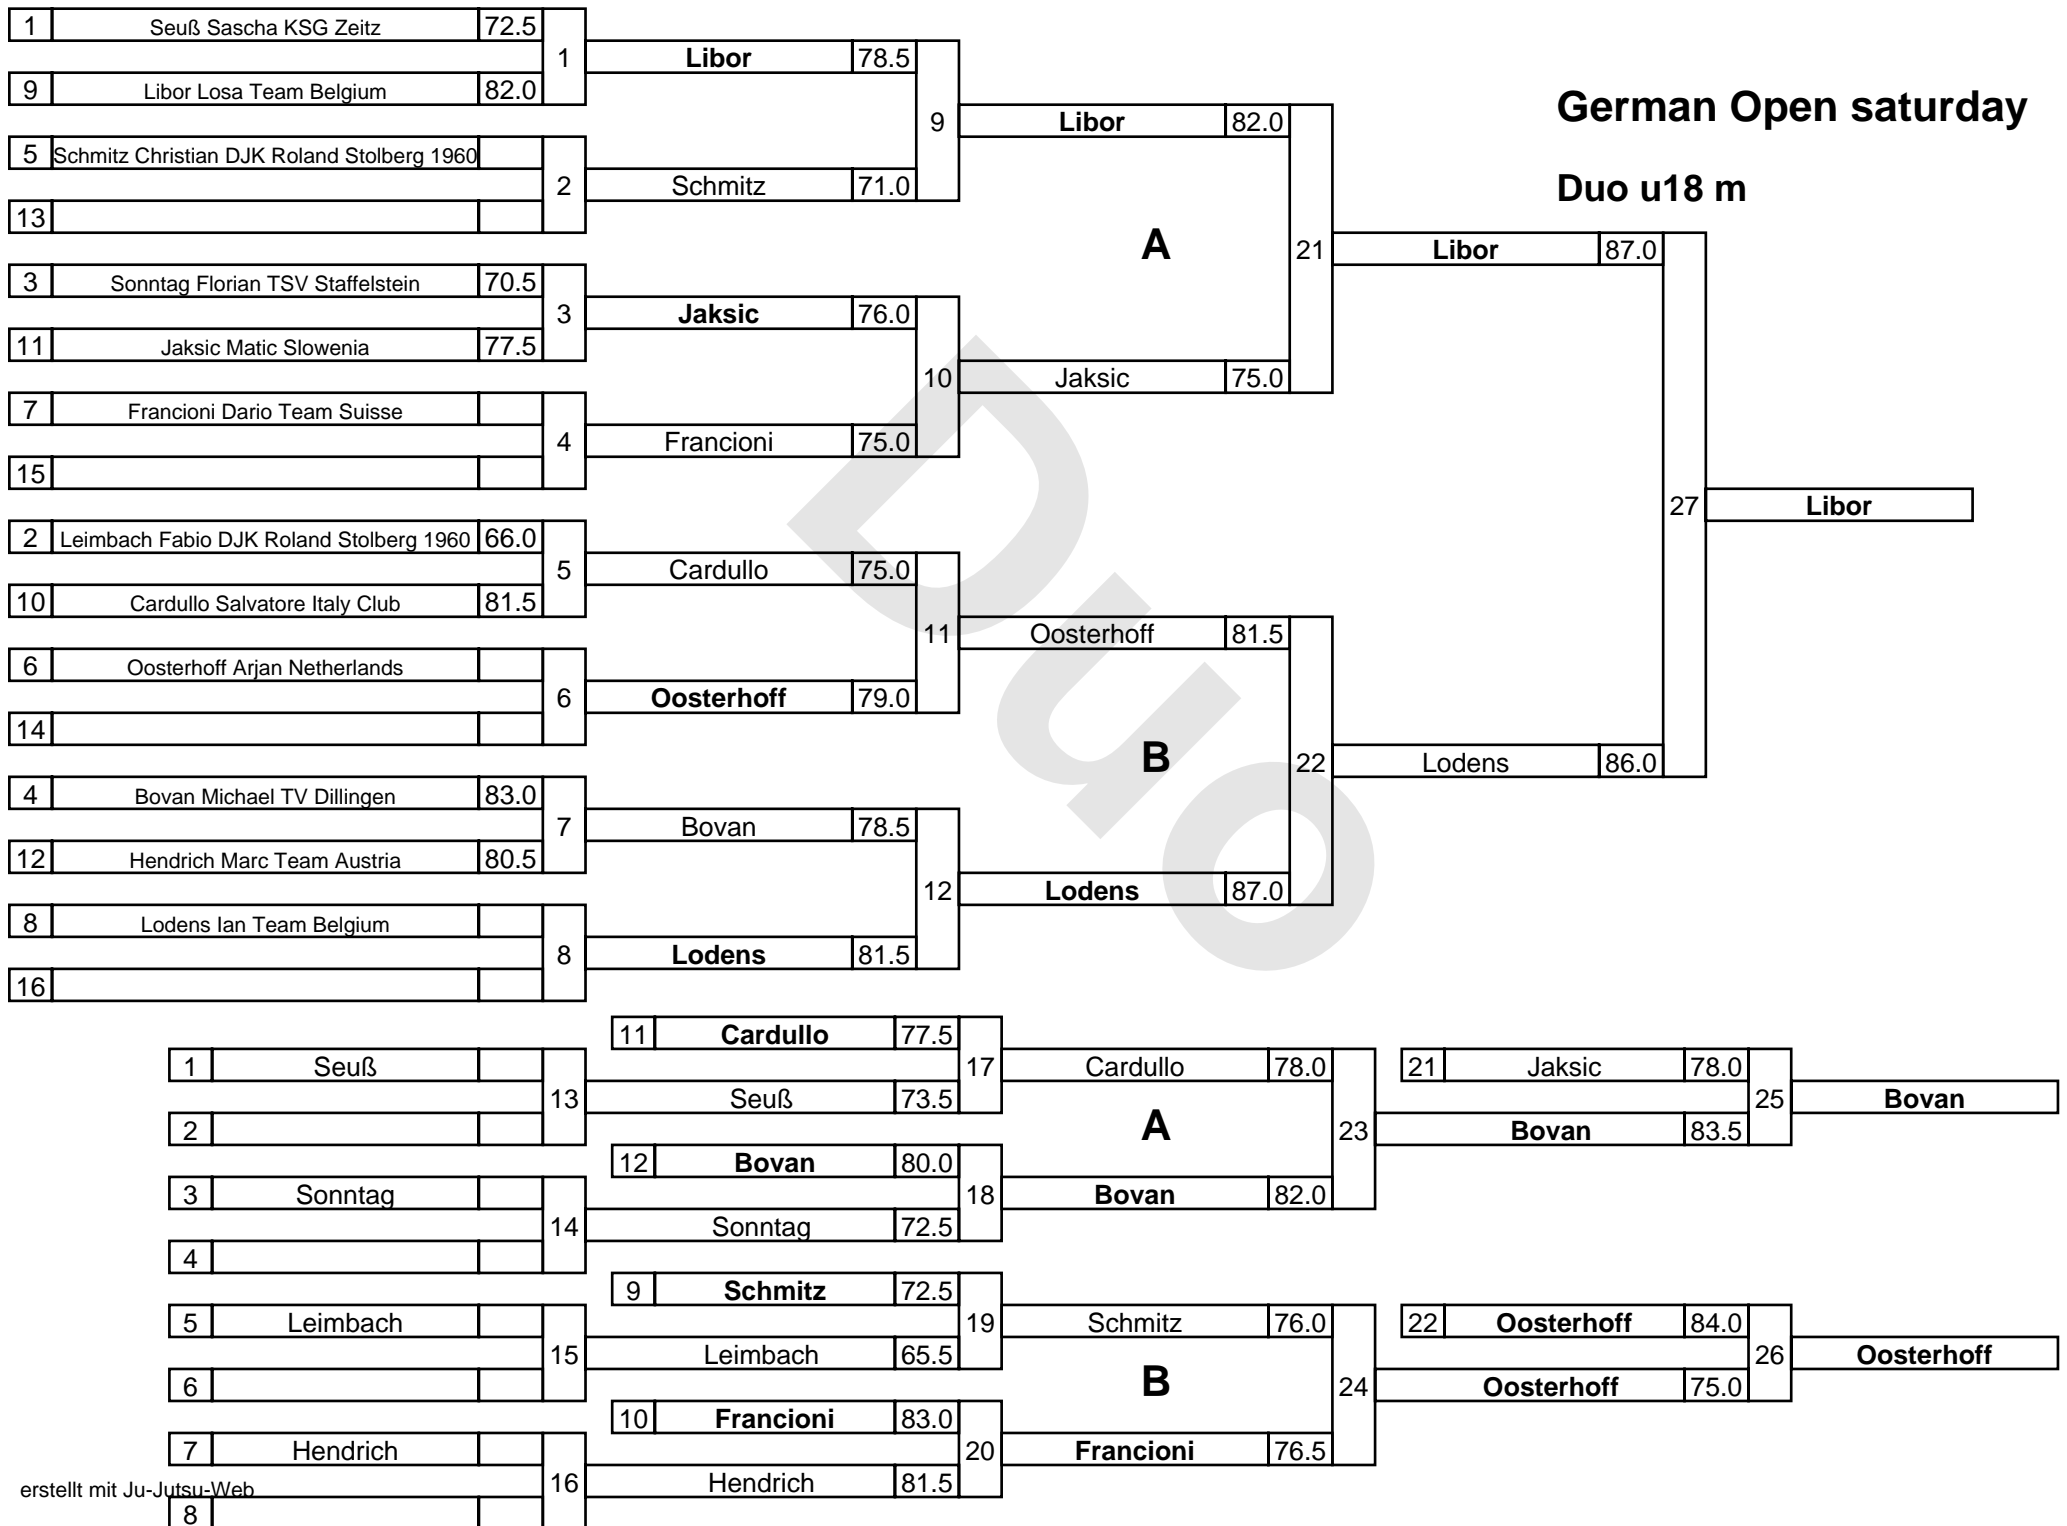 German Open saturday
Duo u18 m
1 Seuß Sascha KSG Zeitz 72.5
9 Libor Losa Team Belgium 82.0
1
5 Schmitz Christian DJK Roland Stolberg 1960
13
2
3 Sonntag Florian TSV Staffelstein 70.5
11 Jaksic Matic Slowenia 77.5
3
7 Francioni Dario Team Suisse
15
4
2 Leimbach Fabio DJK Roland Stolberg 1960 66.0
10 Cardullo Salvatore Italy Club 81.5
5
6 Oosterhoff Arjan Netherlands
14
6
4 Bovan Michael TV Dillingen 83.0
12 Hendrich Marc Team Austria 80.5
7
8 Lodens Ian Team Belgium
16
8
Libor 78.5
Schmitz 71.0
9
Jaksic 76.0
Francioni 75.0
10
Cardullo 75.0
Oosterhoff 79.0
11
Bovan 78.5
Lodens 81.5
12
Libor 82.0
A
Jaksic 75.0
21
Oosterhoff 81.5
B
Lodens 87.0
22
Libor 87.0
Lodens 86.0
27
Libor
Duo
1 Seuß
2
13
3 Sonntag
4
14
5 Leimbach
6
15
7 Hendrich
8
16
11 Cardullo 77.5
Seuß 73.5
17
12 Bovan 80.0
Sonntag 72.5
18
9 Schmitz 72.5
Leimbach 65.5
19
10 Francioni 83.0
Hendrich 81.5
20
Cardullo 78.0
A
Bovan 82.0
23
Schmitz 76.0
B
Francioni 76.5
24
21 Jaksic 78.0
Bovan 83.5
25
Bovan
22 Oosterhoff 84.0
Oosterhoff 75.0
26
Oosterhoff
erstellt mit Ju-Jutsu-Web